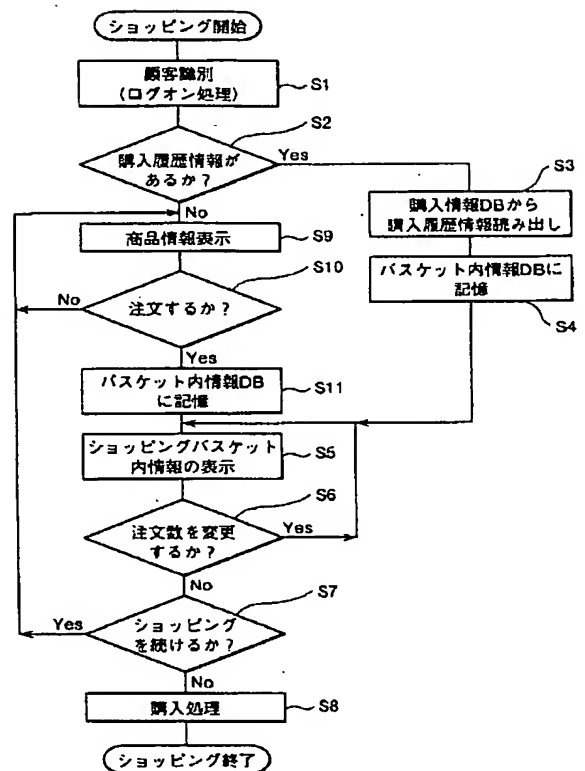 ショッピング開始
顧客識別
(ログオン処理)
S1
S2
購入履歴情報が
あるか？
Yes
No
S3
購入情報DBから
購入履歴情報読み出し
バスケット内情報DBに
記憶
S4
商品情報表示
S9
S10
注文するか？
No
Yes
バスケット内情報DB
に記憶
S11
ショッピングバスケット
内情報の表示
S5
S6
注文数を変更
するか？
Yes
No
S7
ショッピング
を続けるか？
Yes
No
購入処理
S8
ショッピング終了